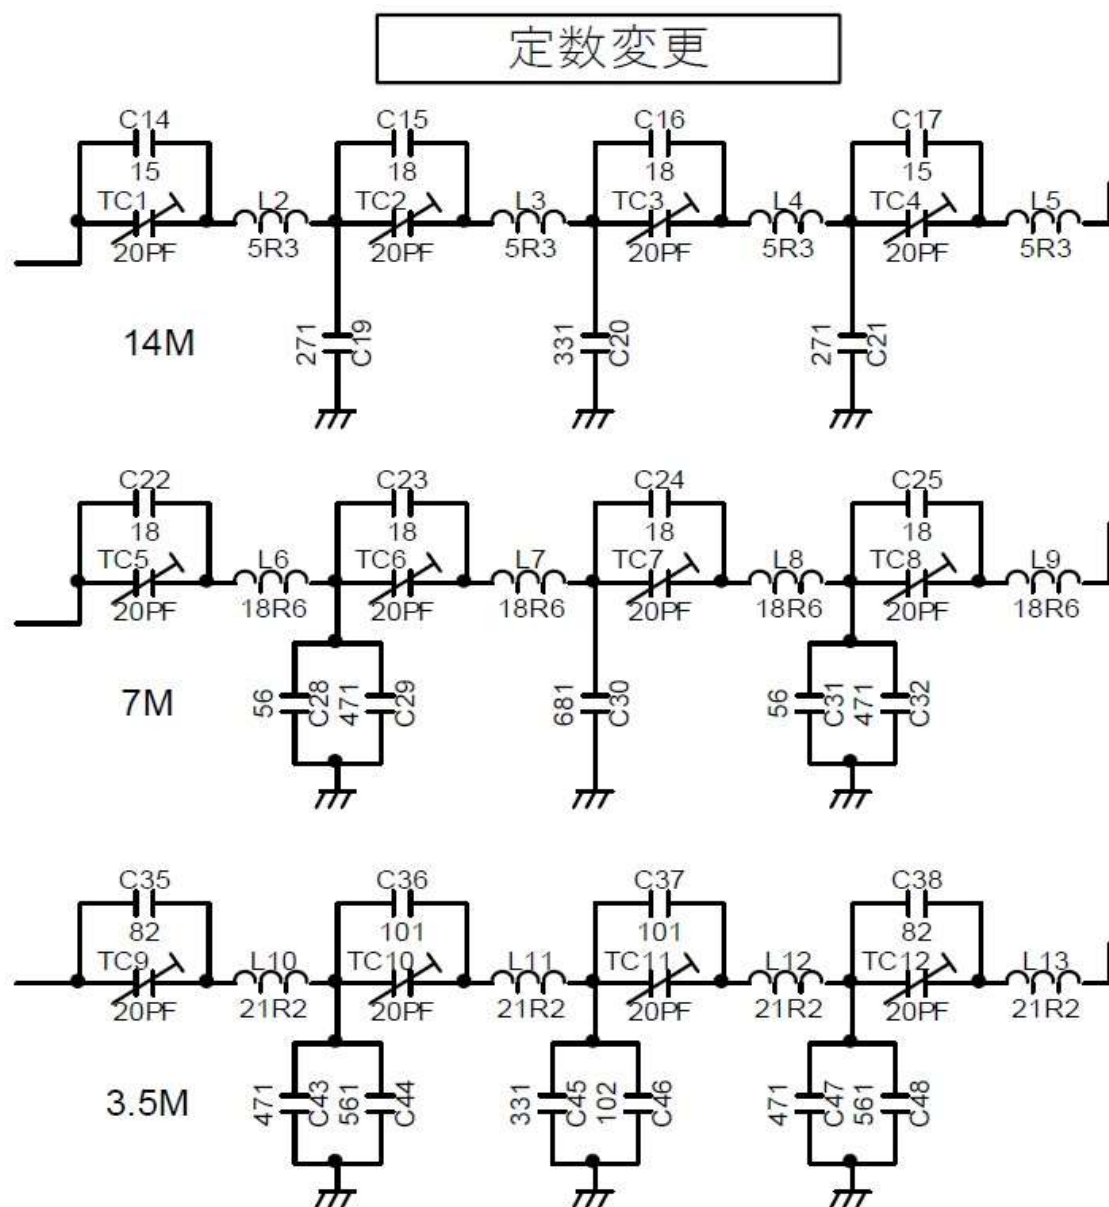 定数変更
C14 C15 C16 C17
15 18 18 15
TC1 L2 TC2 L3 TC3 L4 TC4 L5
20PF 5R3 20PF 5R3 20PF 5R3 20PF 5R3
14M 271 C19 331 C20 271 C21
C22 C23 C24 C25
18 18 18 18
TC5 L6 TC6 L7 TC7 L8 TC8 L9
20PF 18R6 20PF 18R6 20PF 18R6 20PF 18R6
7M 56 C28 471 C29 681 C30 56 C31 471 C32
C35 C36 C37 C38
82 101 101 82
TC9 L10 TC10 L11 TC11 L12 TC12 L13
20PF 21R2 20PF 21R2 20PF 21R2 20PF 21R2
3.5M 471 C43 561 C44 331 C45 102 C46 471 C47 561 C48